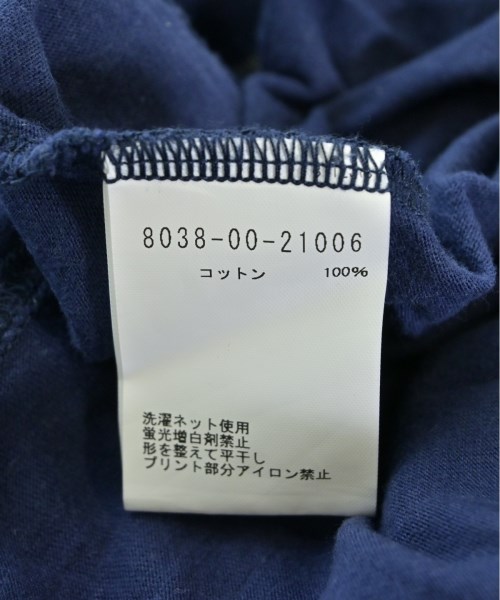 8038-00-21006
コットン 100%
洗濯ネット使用
蛍光増白剤禁止
形を整えて平干し
プリント部分アイロン禁止